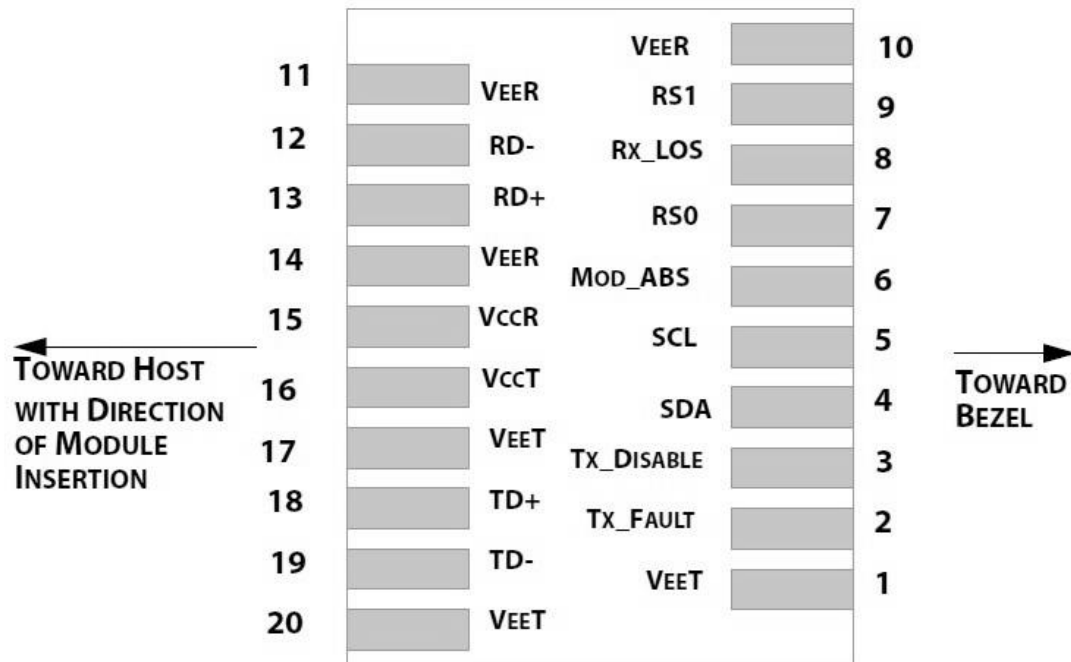 VEER 10
11 VEER
RS1 9
12 RD-
RX_LOS 8
13 RD+
RS0 7
14 VEER
MOD_ABS 6
15 VCCR
SCL 5
16 VCCT
SDA 4
17 VEET
TX_DISABLE 3
18 TD+
TX_FAULT 2
19 TD-
VEET 1
20 VEET
TOWARD HOST
WITH DIRECTION
OF MODULE
INSERTION
TOWARD
BEZEL